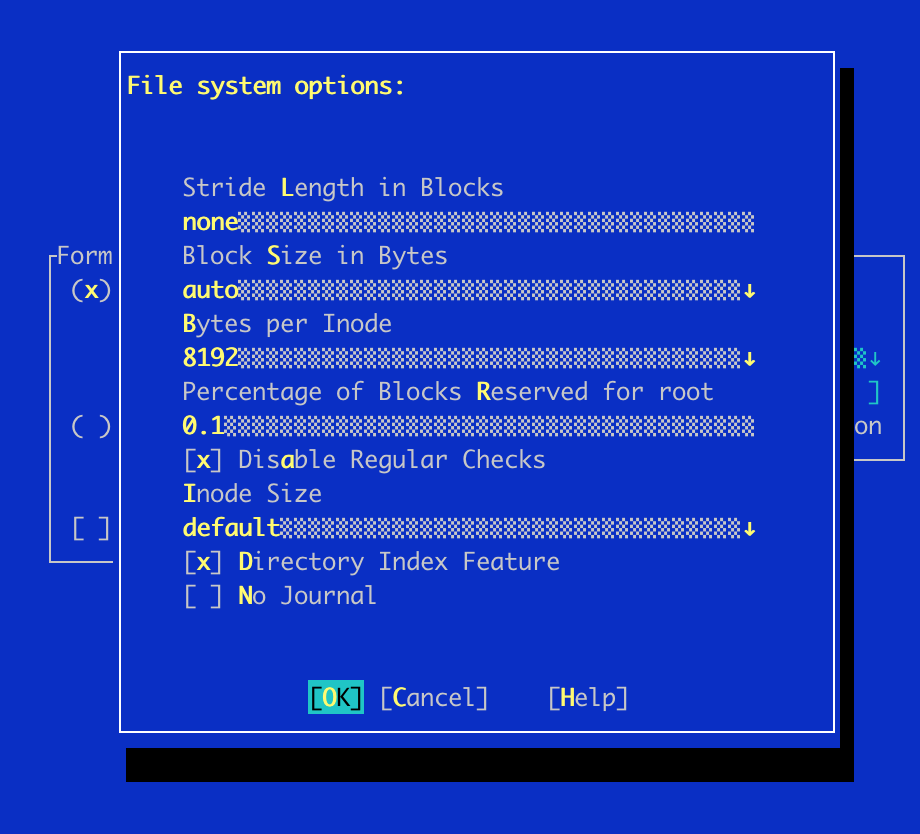 File system options:
Stride Length in Blocks
none
Block Size in Bytes
Form
auto
(x)
Bytes per Inode
8192
Percentage of Blocks Reserved for root
]
0.1
( )
on
[x] Disable Regular Checks
Inode Size
default
[ ]
[x] Directory Index Feature
[ ] No Journal
[OK] [Cancel] [Help]